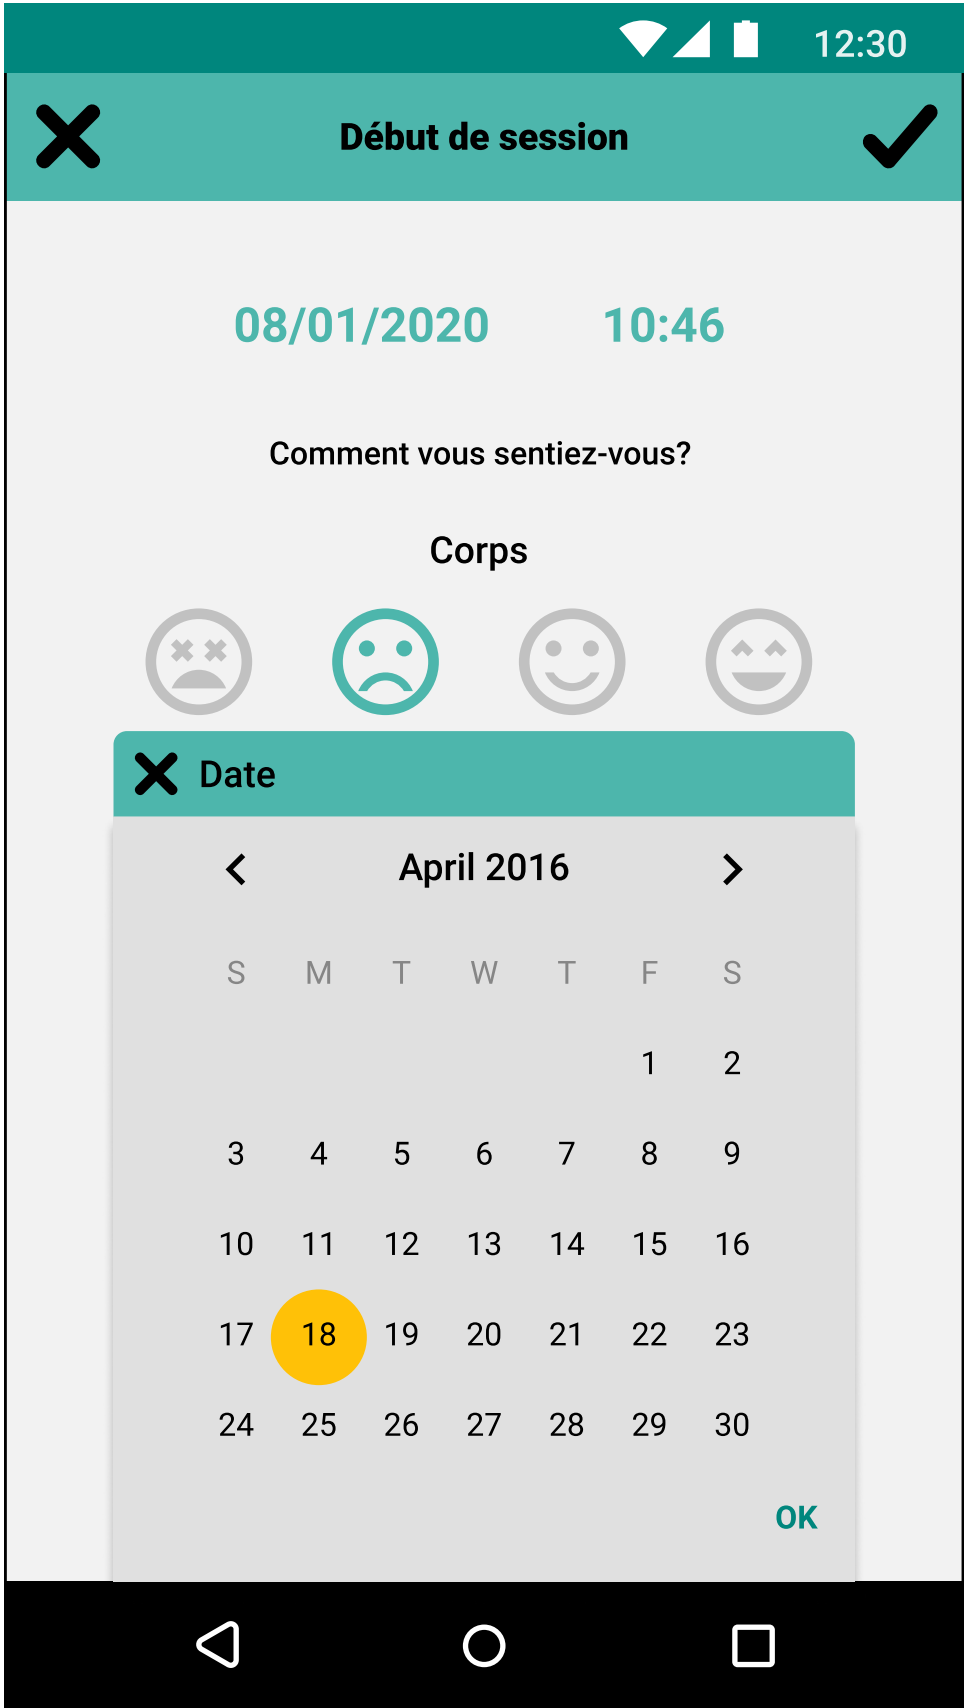 12:30
Début de session
08/01/2020 10:46
Comment vous sentiez-vous?
Corps
Date
April 2016
S M T W T F S
1 2
3 4 5 6 7 8 9
10 11 12 13 14 15 16
17 18 19 20 21 22 23
24 25 26 27 28 29 30
OK